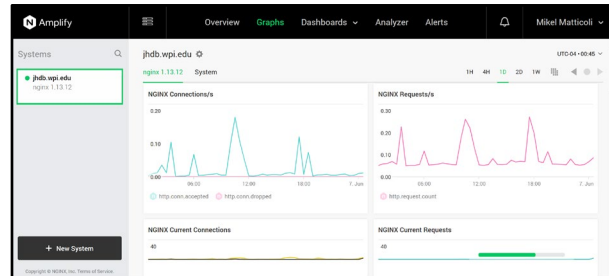 N Amplify
Overview Graphs Dashboards Analyzer Alerts Mikel Matticoli
Systems
jhdb.wpi.edu
nginx 1.13.12
+ New System
Copyright © NGINX, Inc. Terms of Service.
jhdb.wpi.edu
UTC-04 • 00:45
nginx 1.13.12 System
1H 4H 1D 2D 1W
NGINX Connections/s
0.20
0.10
0.00
06:00 12:00 18:00 7. Jun
http.conn.accepted http.conn.dropped
NGINX Requests/s
0.30
0.20
0.10
0.00
06:00 12:00 18:00 7. Jun
http.request.count
NGINX Current Connections
NGINX Current Requests